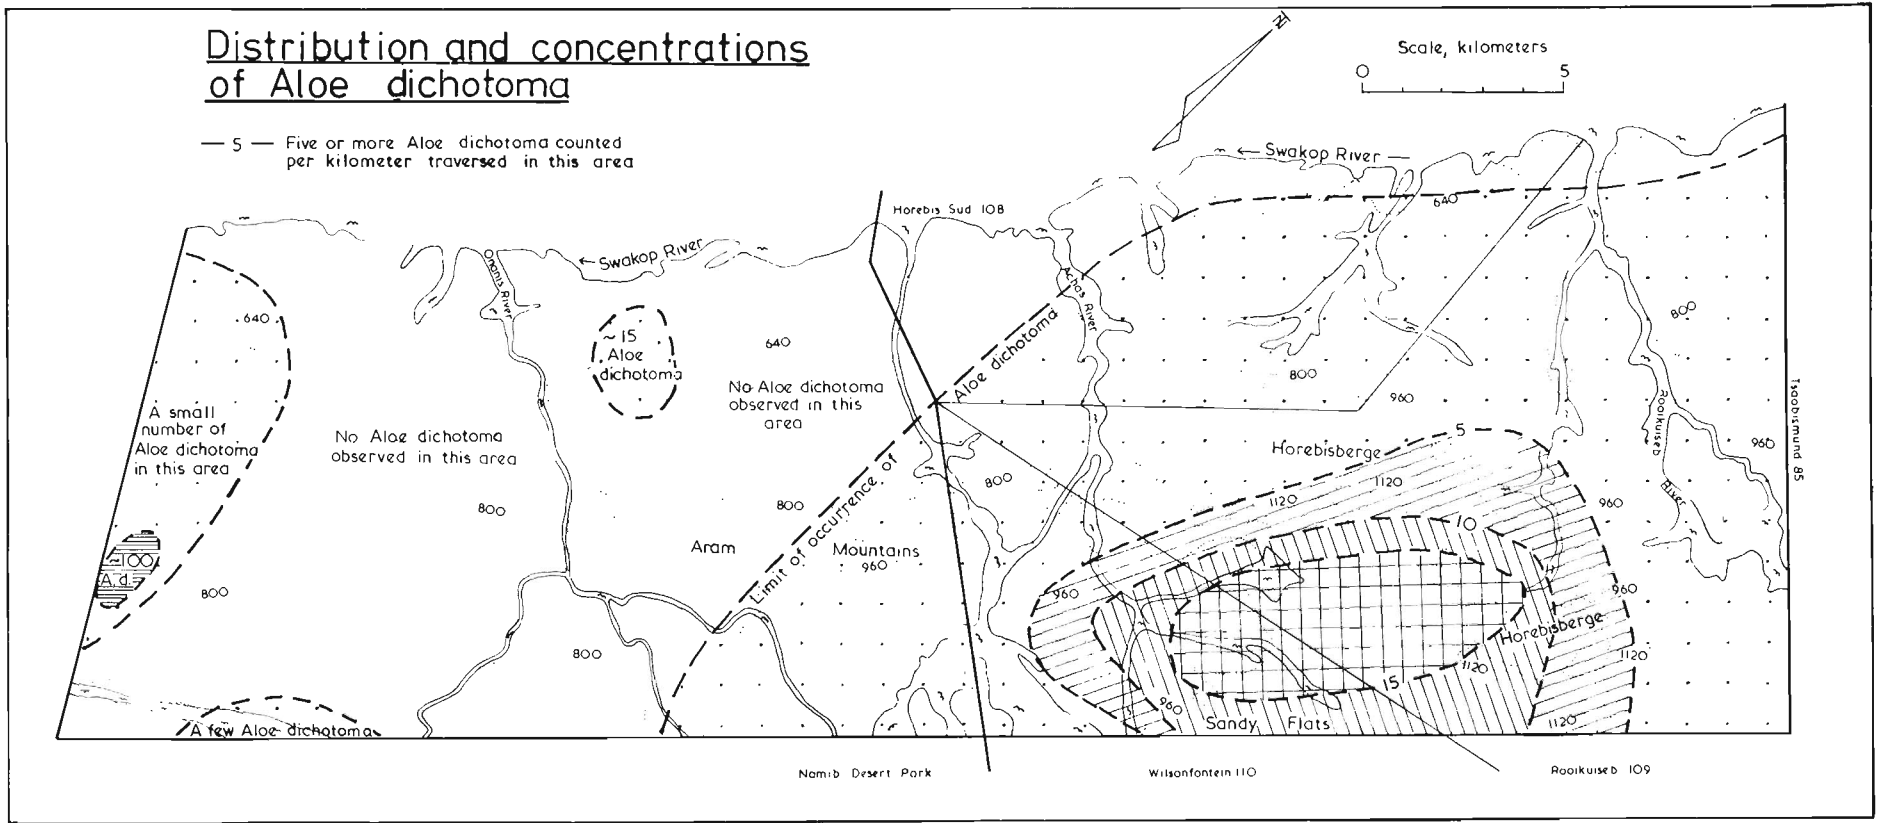 Distribution and concentrations
of Aloe dichotoma
— 5 — Five or more Aloe dichotoma counted
per kilometer traversed in this area
N
Scale, kilometers
0 5
← Swakop River —
Horebis Sud 108
640
Onanis River
← Swakop River
Achas River
640
~15
Aloe
dichotoma
640
800
800
A small
number of
Aloe dichotoma
in this area
No Aloe dichotoma
observed in this area
No Aloe dichotoma
observed in this
area
Limit of occurrence of Aloe dichotoma
960
Tsaobismund 85
Rooikuiseb River
960
Horebisberge
5
1120
1120
960
800
800
800
10
~100
A.d.
Aram Mountains
960
800
960
960
Horebisberge
1120
1120
15
800
960
Sandy Flats
1120
A few Aloe dichotoma
Namib Desert Park
Wilsonfontein 110
Rooikuiseb 109